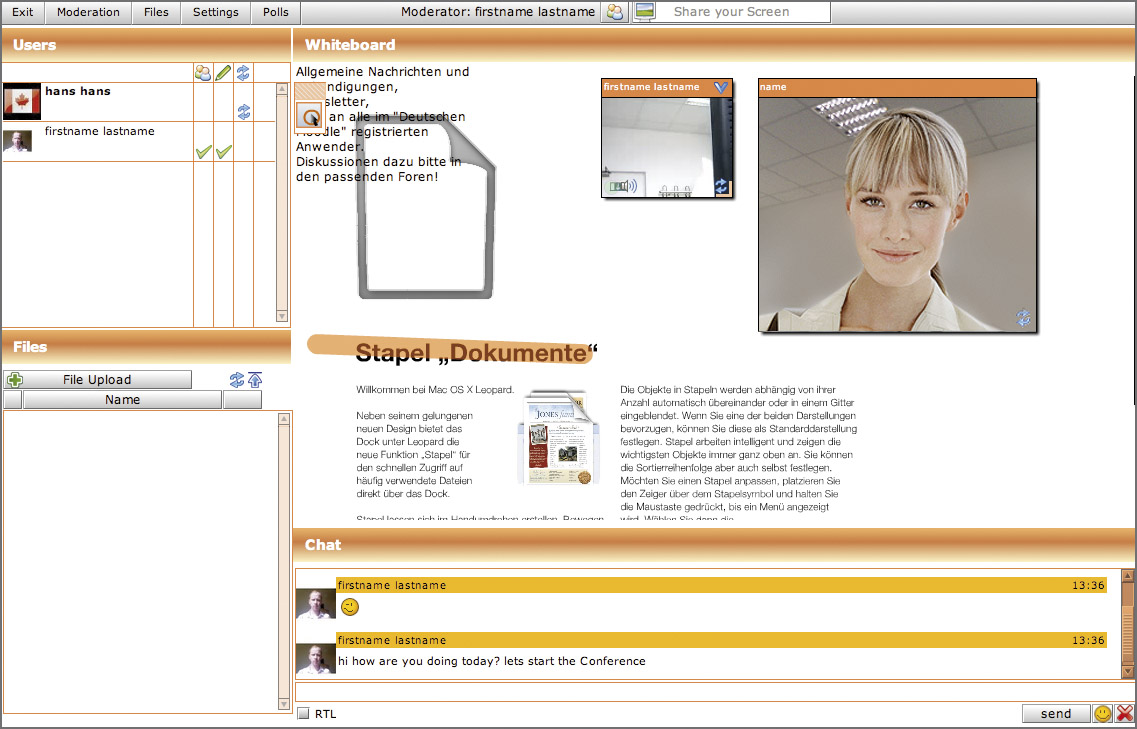 Exit Moderation Files Settings Polls Moderator: firstname lastname Share your Screen
Users
hans hans
firstname lastname
Files
File Upload
Name
Whiteboard
Allgemeine Nachrichten und
an alle im "Deutschen
registrierten
Anwender.
Diskussionen dazu bitte in
den passenden Foren!
firstname lastname
name
Stapel „Dokumente“
Willkommen bei Mac OS X Leopard.
Neben seinem gelungenen
neuen Design bietet das
Dock unter Leopard die
neue Funktion „Stapel“ für
den schnellen Zugriff auf
häufig verwendete Dateien
direkt über das Dock.
Stapel lassen sich im Handumdrehen erstellen. Bewegen
JONES
Die Objekte in Stapeln werden abhängig von ihrer
Anzahl automatisch übereinander oder in einem Gitter
eingeblendet. Wenn Sie eine der beiden Darstellungen
bevorzugen, können Sie diese als Standarddarstellung
festlegen. Stapel arbeiten intelligent und zeigen die
wichtigsten Objekte immer ganz oben an. Sie können
die Sortierreihenfolge aber auch selbst festlegen.
Möchten Sie einen Stapel anpassen, platzieren Sie
den Zeiger über dem Stapelsymbol und halten Sie
die Maustaste gedrückt, bis ein Menü angezeigt
wird. Wählen Sie dann die
Chat
firstname lastname 13:36
firstname lastname 13:36
hi how are you doing today? lets start the Conference
RTL
send